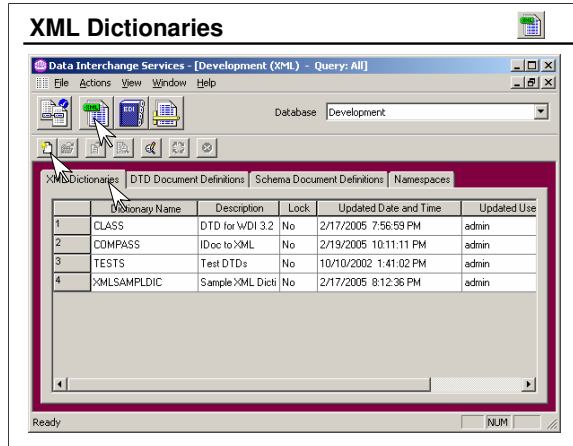 XML Dictionaries
Data Interchange Services - [Development (XML) - Query: All]
File Actions View Window Help
XML EDI Database Development
XML Dictionaries DTD Document Definitions Schema Document Definitions Namespaces
Dictionary Name Description Lock Updated Date and Time Updated Use
1 CLASS DTD for WDI 3.2 No 2/17/2005 7:56:59 PM admin
2 COMPASS IDoc to XML No 2/19/2005 10:11:11 PM admin
3 TESTS Test DTDs No 10/10/2002 1:41:02 PM admin
4 XMLSAMPLDIC Sample XML Dicti No 2/17/2005 8:12:36 PM admin
Ready NUM